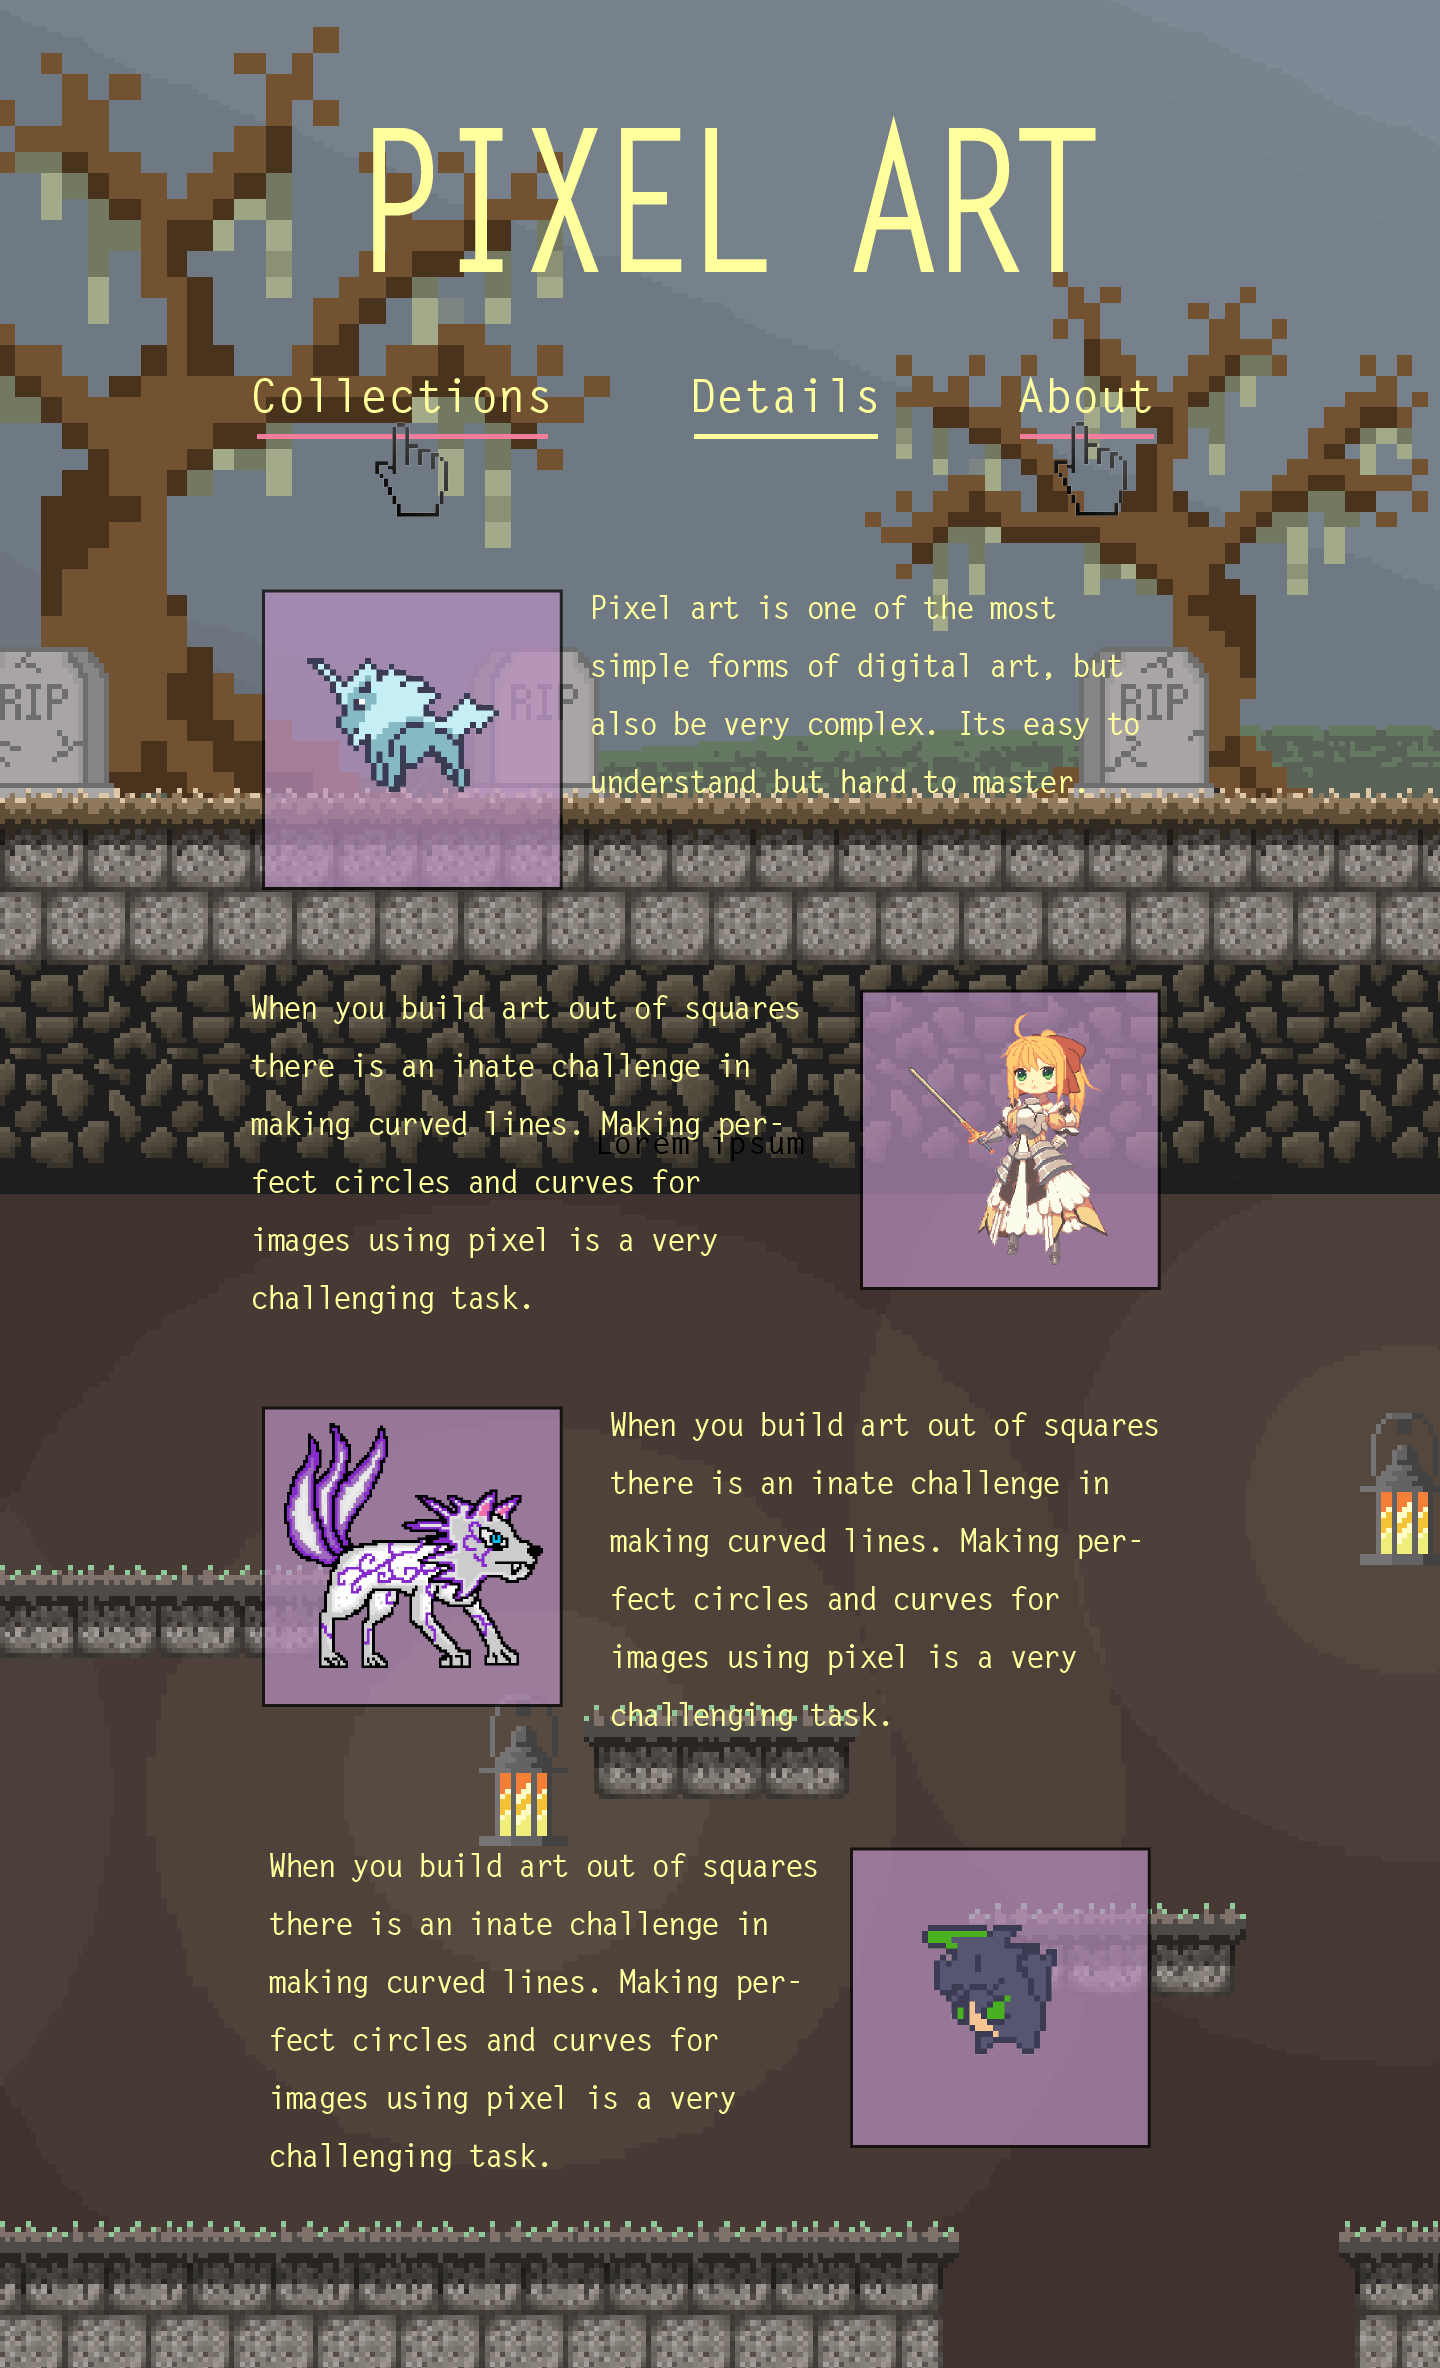 PIXEL ART
Collections
Details
About
Pixel art is one of the most
simple forms of digital art, but
also be very complex. Its easy to
understand but hard to master.
RIP
RIP
RIP
When you build art out of squares
there is an inate challenge in
making curved lines. Making per-
Lorem ipsum
fect circles and curves for
images using pixel is a very
challenging task.
When you build art out of squares
there is an inate challenge in
making curved lines. Making per-
fect circles and curves for
images using pixel is a very
challenging task.
When you build art out of squares
there is an inate challenge in
making curved lines. Making per-
fect circles and curves for
images using pixel is a very
challenging task.